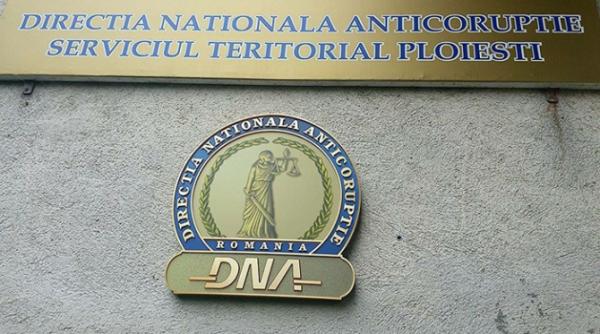 DIRECTIA NATIONALA ANTICORUPTIE
SERVICIUL TERITORIAL PLOIESTI
DIRECTIA NATIONALA ANTICORUPTIE
ROMANIA
DNA